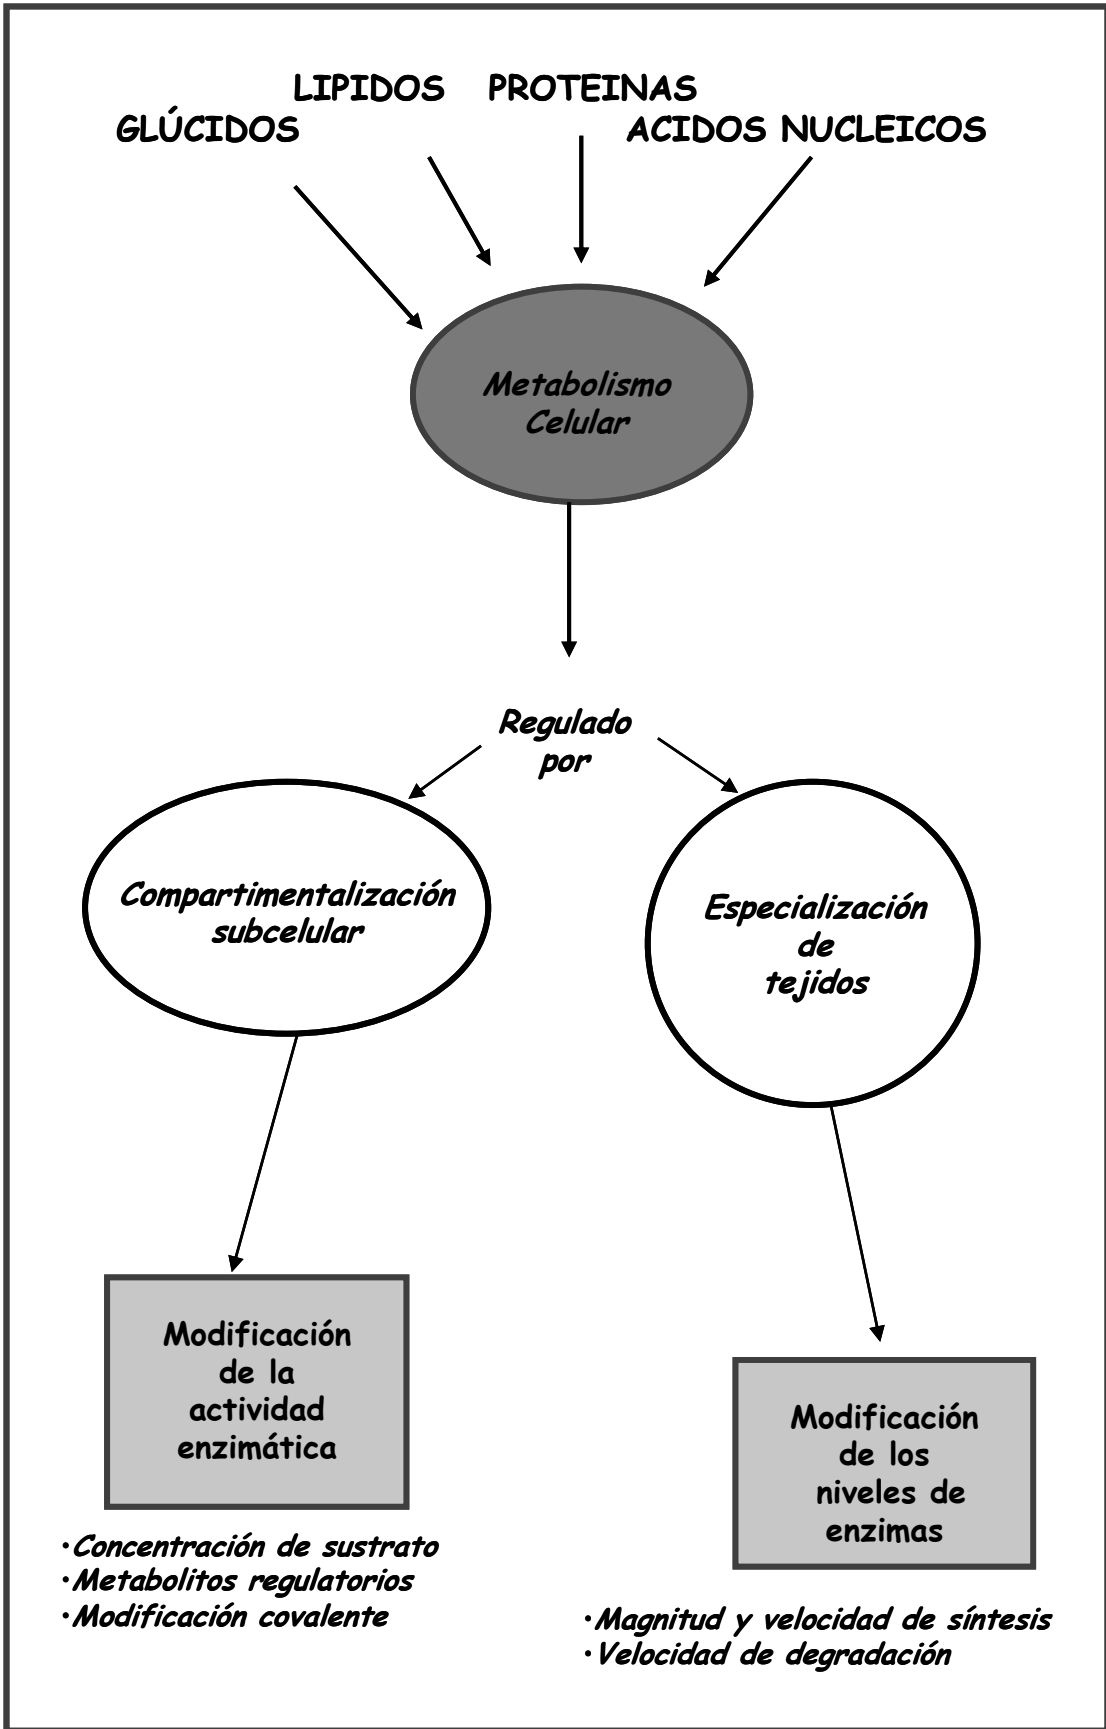 LIPIDOS PROTEINAS
GLÚCIDOS ACIDOS NUCLEICOS
Metabolismo
Celular
Regulado
por
Compartimentalización
subcelular
Especialización
de
tejidos
Modificación
de la
actividad
enzimática
•Concentración de sustrato
•Metabolitos regulatorios
•Modificación covalente
Modificación
de los
niveles de
enzimas
•Magnitud y velocidad de síntesis
•Velocidad de degradación